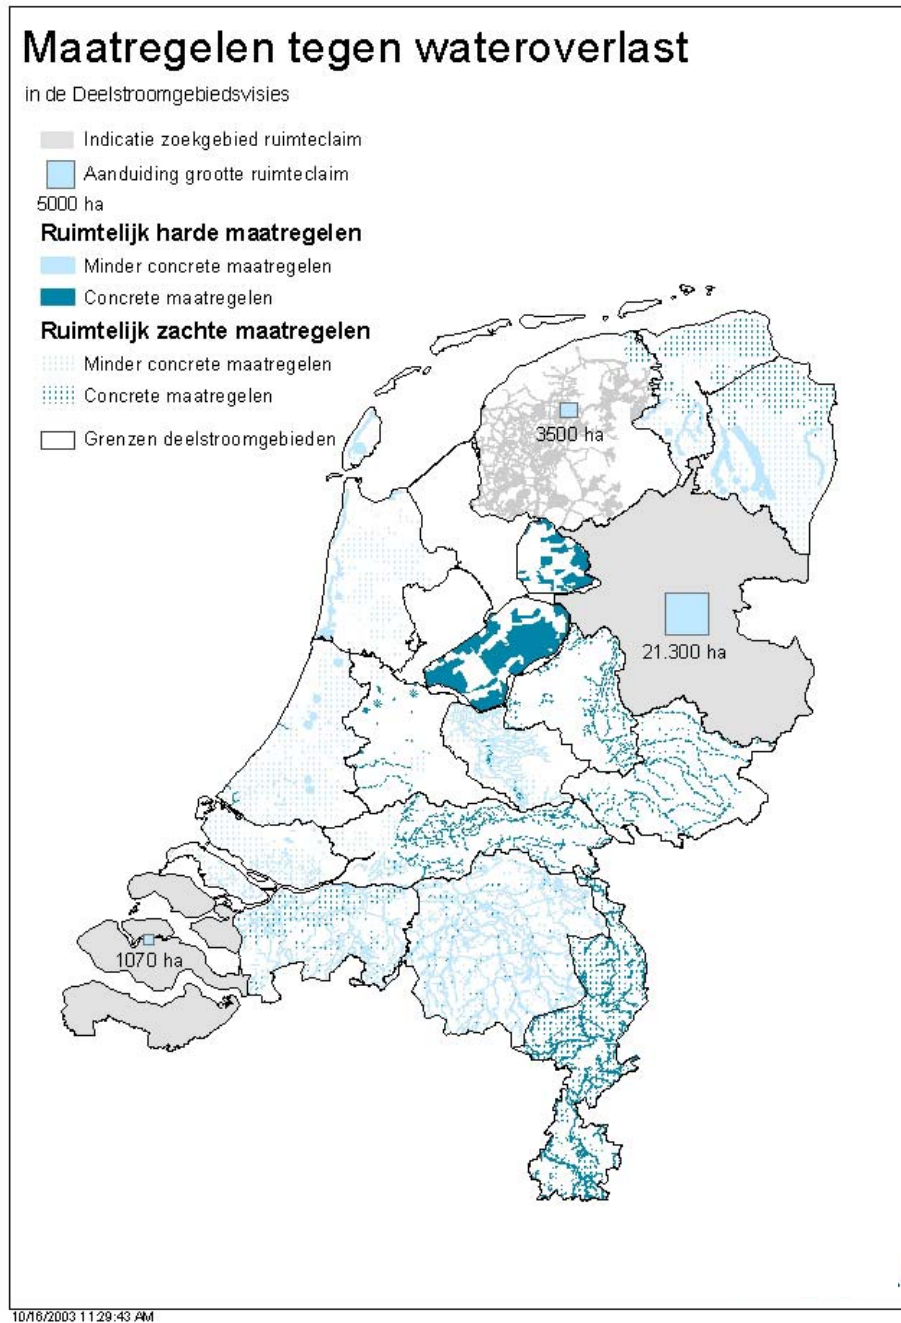 Maatregelen tegen wateroverlast
in de Deelstroomgebiedsvisies
Indicatie zoekgebied ruimteclaim
Aanduiding grootte ruimteclaim
5000 ha
Ruimtelijk harde maatregelen
Minder concrete maatregelen
Concrete maatregelen
Ruimtelijk zachte maatregelen
Minder concrete maatregelen
Concrete maatregelen
Grenzen deelstroomgebieden
3500 ha
21.300 ha
1070 ha
10/16/2003 11:29:43 AM